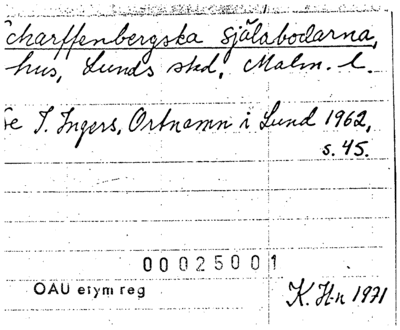 Scharffenbergska själabodarna,
hus, Lunds stad, Malm. l.
Se I. Ingers, Ortnamn i Lund 1962,
s. 45.
00025001
OAU etym reg
K. H-n 1971